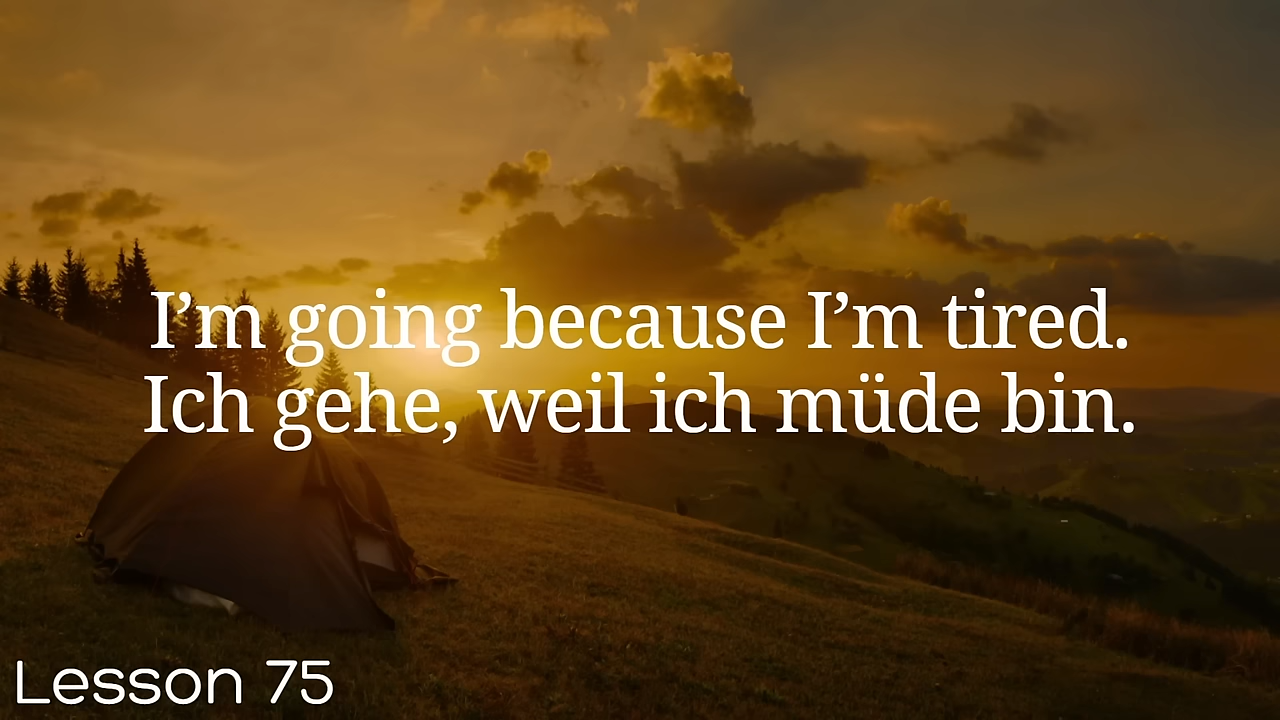 I’m going because I’m tired.
Ich gehe, weil ich müde bin.
Lesson 75